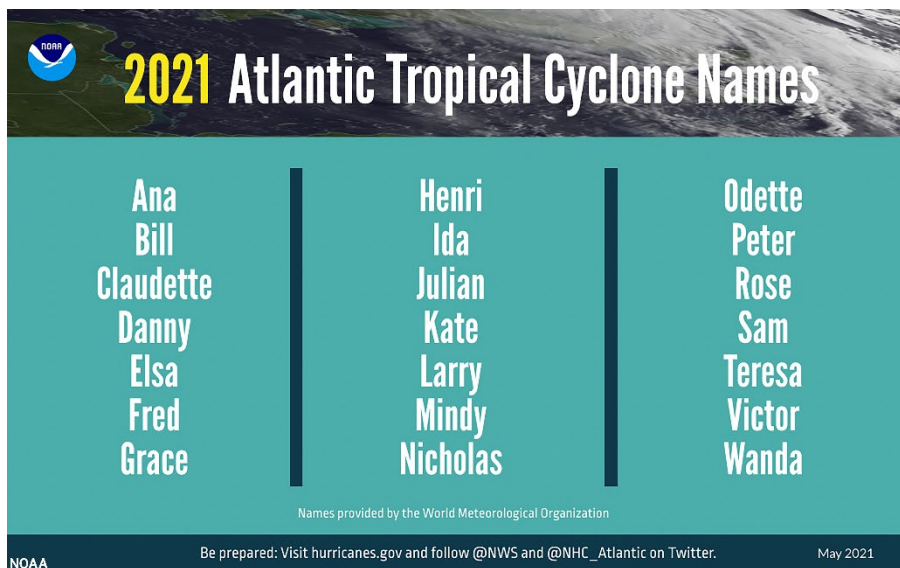 NOAA
2021 Atlantic Tropical Cyclone Names
Ana
Bill
Claudette
Danny
Elsa
Fred
Grace
Henri
Ida
Julian
Kate
Larry
Mindy
Nicholas
Odette
Peter
Rose
Sam
Teresa
Victor
Wanda
Names provided by the World Meteorological Organization
Be prepared: Visit hurricanes.gov and follow @NWS and @NHC_Atlantic on Twitter.
May 2021
NOAA